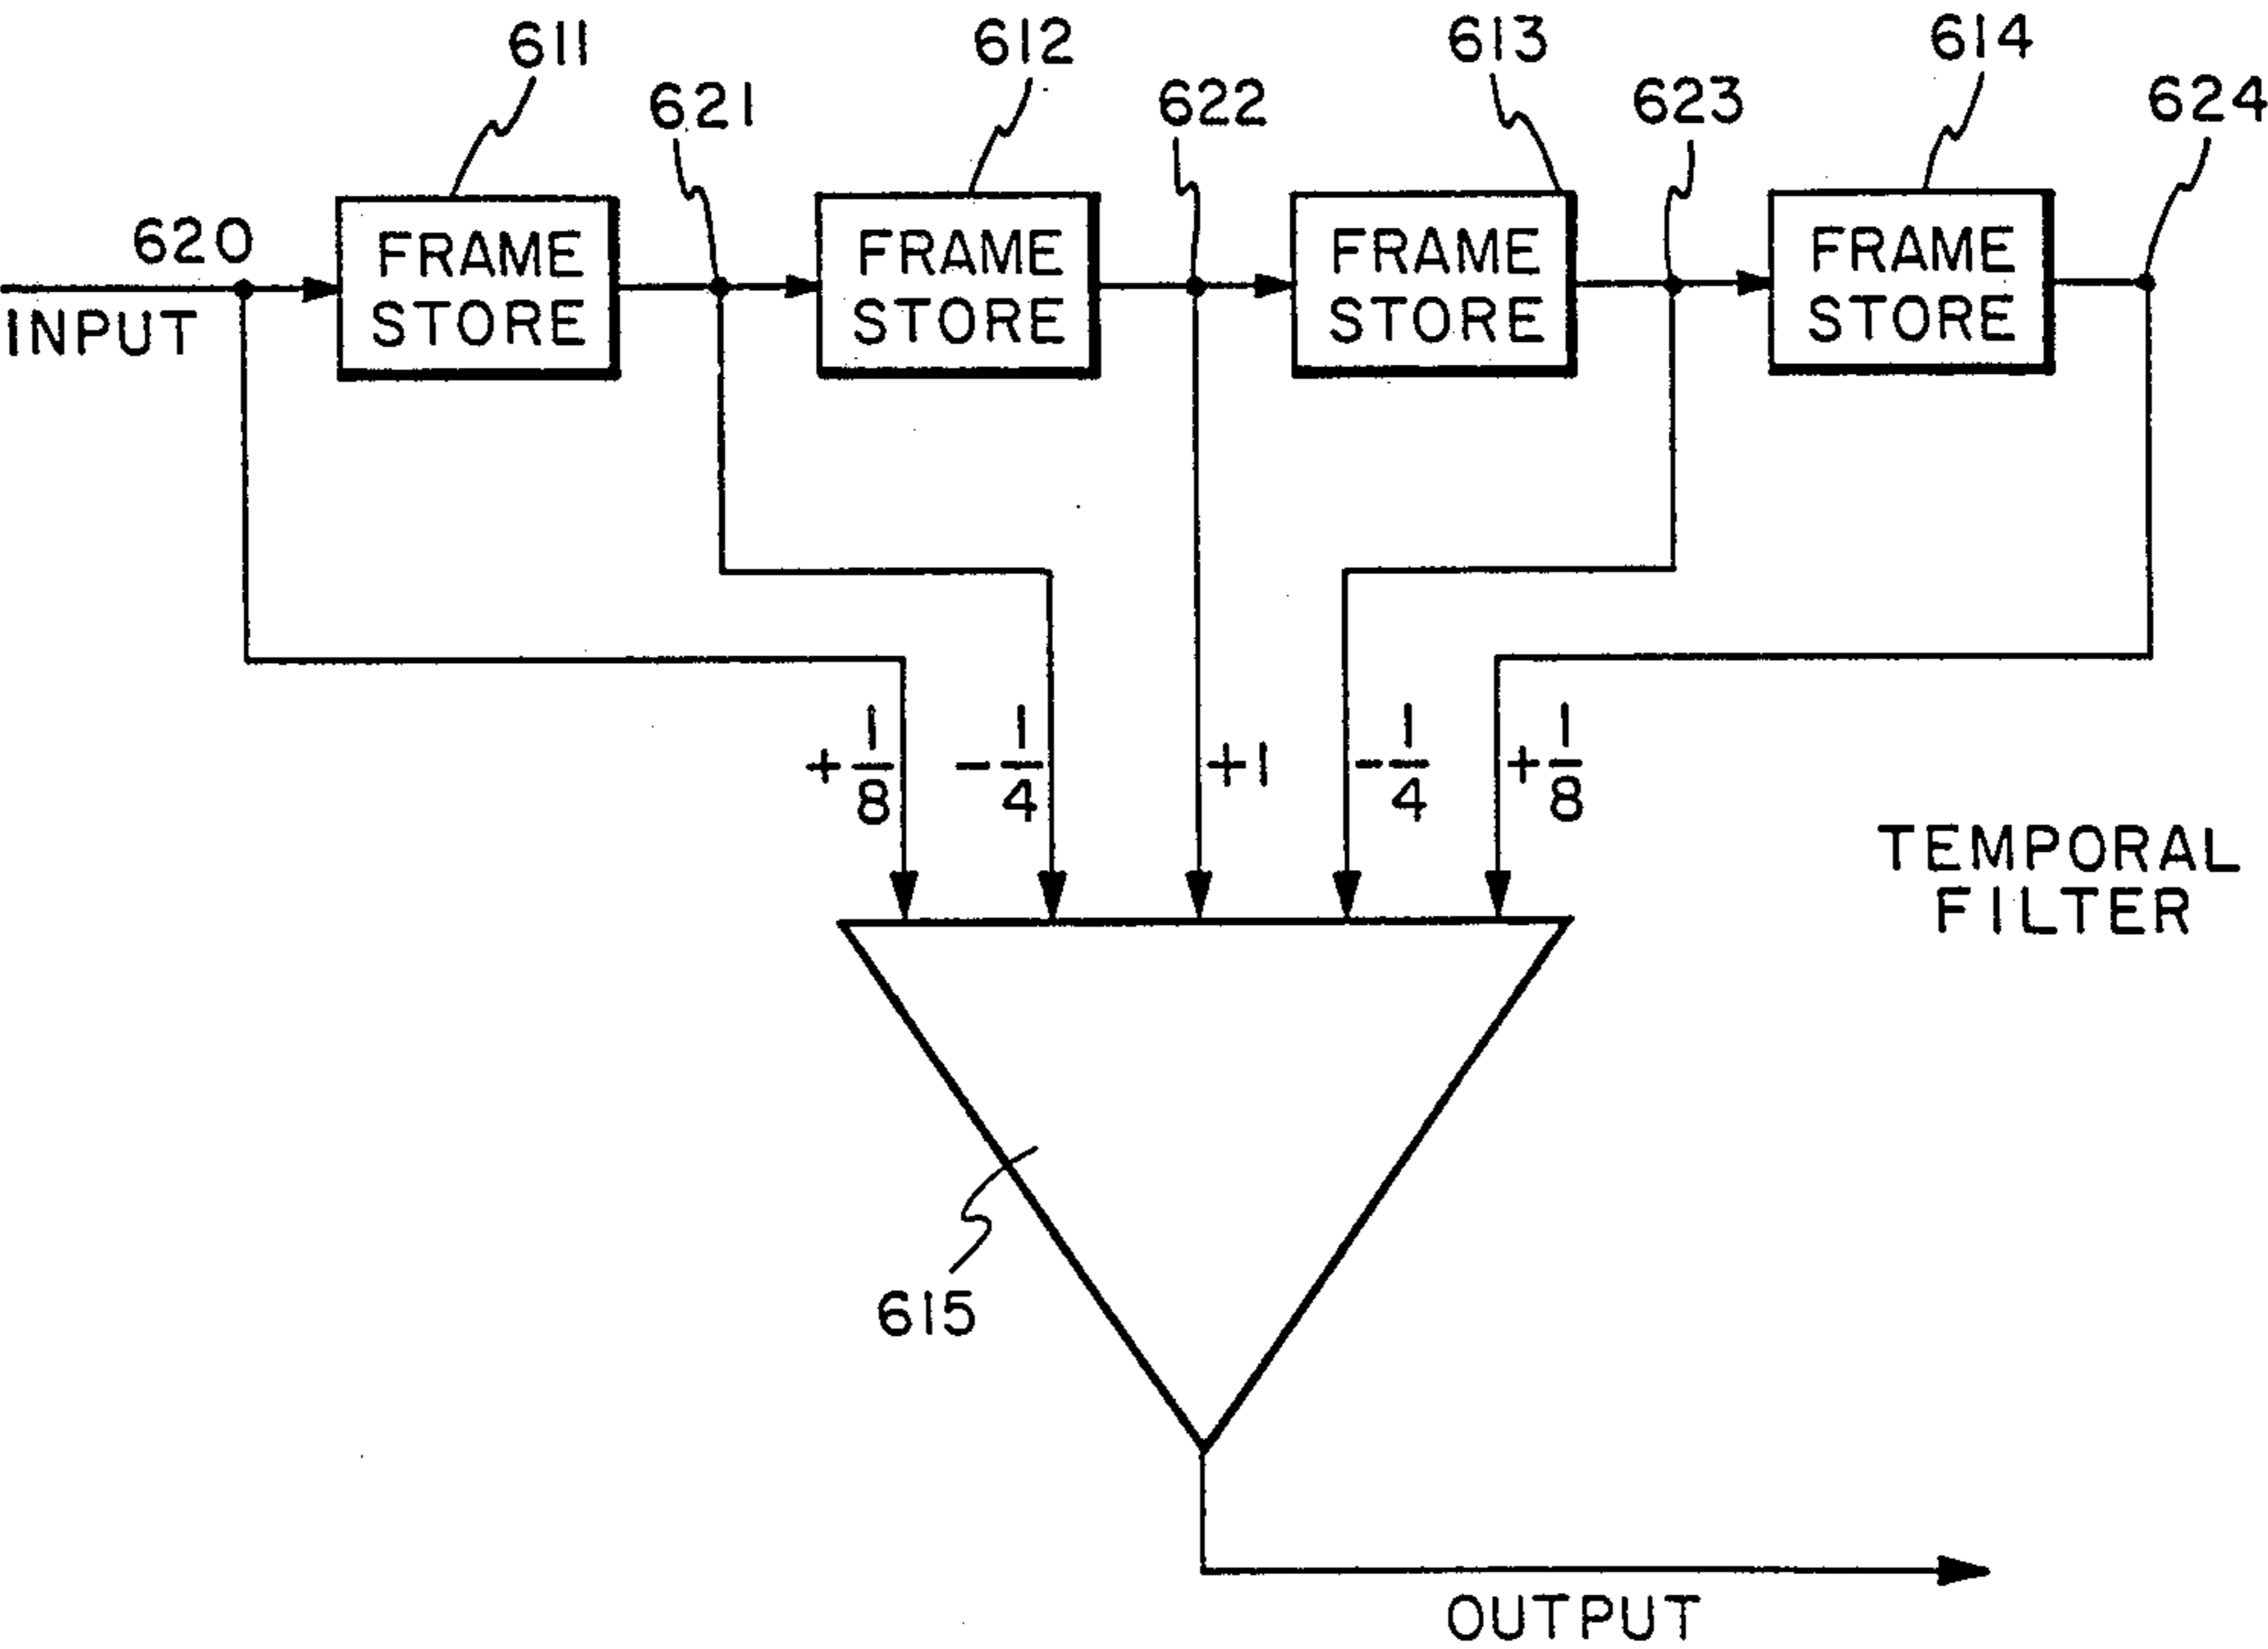 611
612
613
614
621
622
623
624
620
INPUT
FRAME
STORE
FRAME
STORE
FRAME
STORE
FRAME
STORE
+1/8
-1/4
+1
-1/4
+1/8
TEMPORAL
FILTER
615
OUTPUT